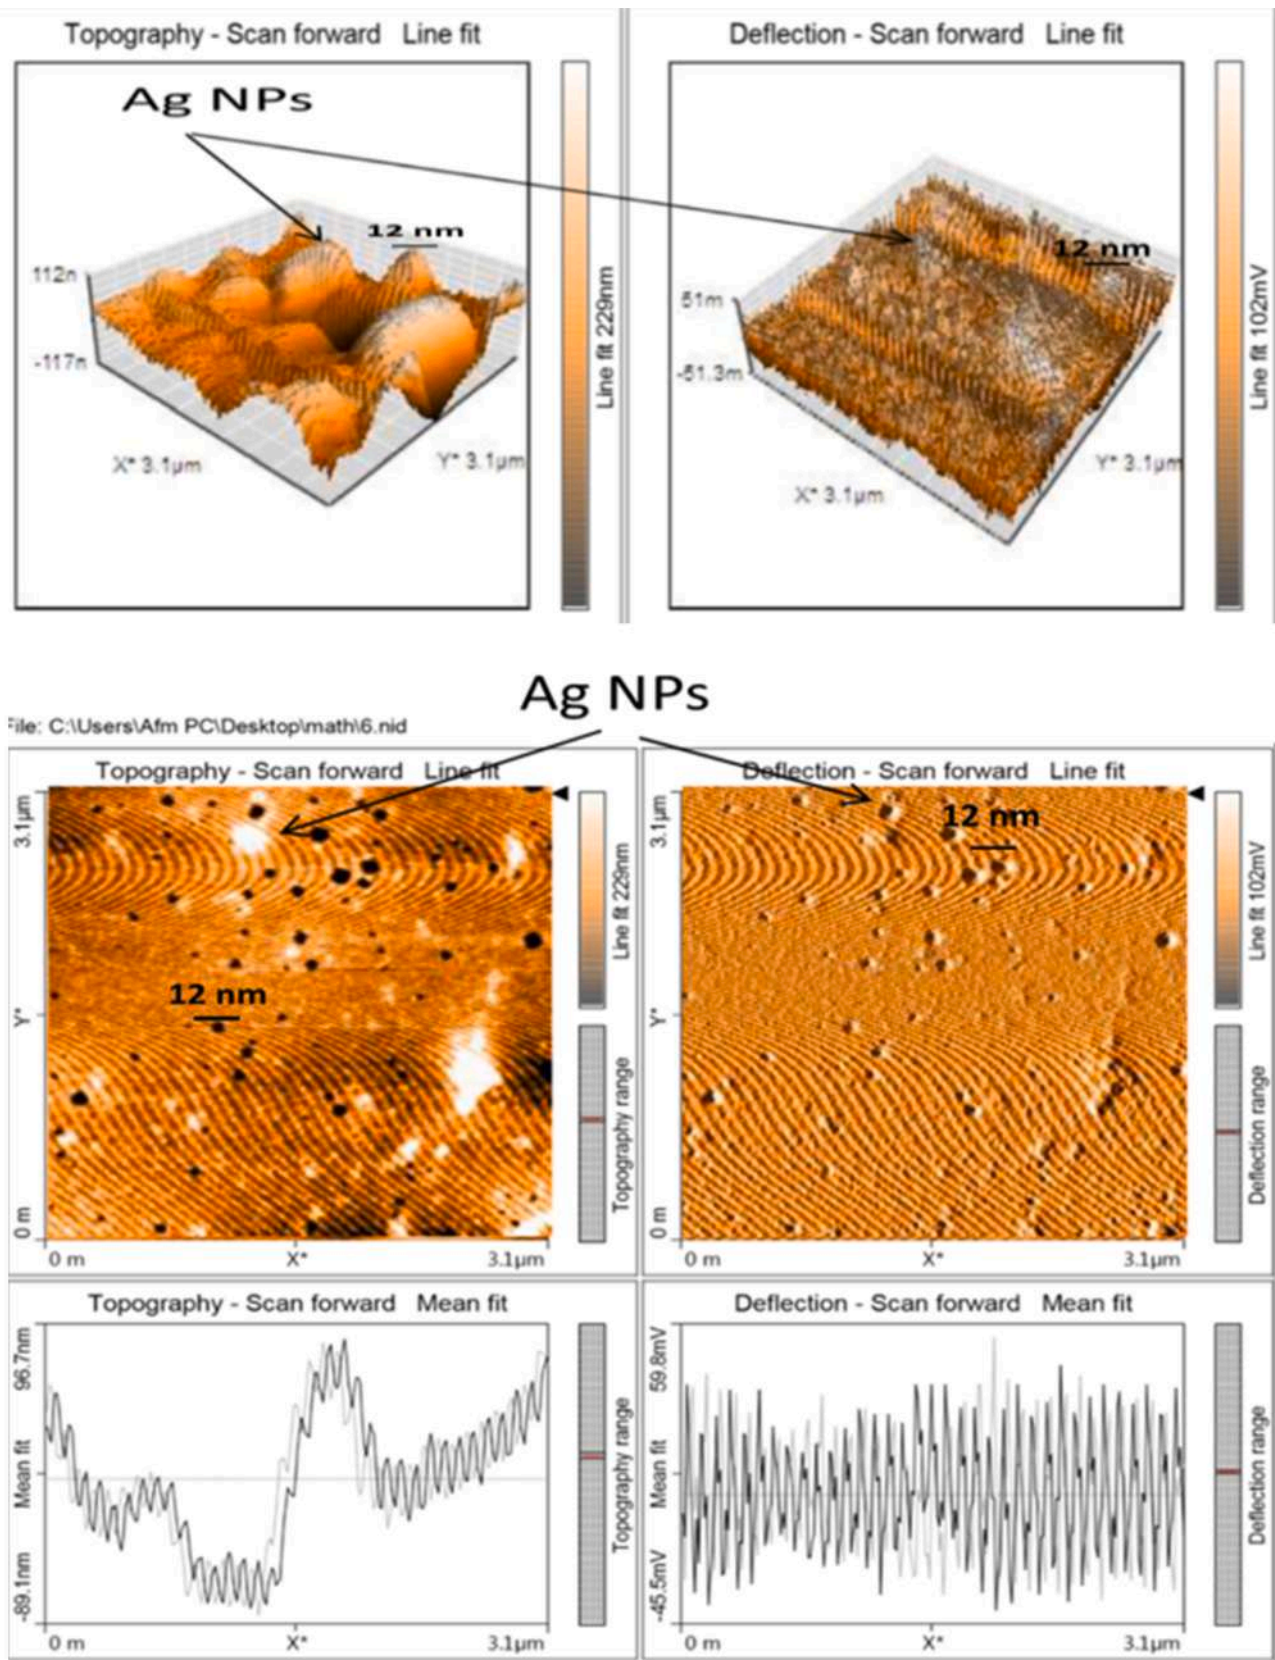 Topography - Scan forward Line fit
Deflection - Scan forward Line fit
Ag NPs
12 nm
112n
-117n
X* 3.1µm
Y* 3.1µm
Line fit 229nm
12 nm
51m
-51.3m
X* 3.1µm
Y* 3.1µm
Line fit 102mV
Ag NPs
File: C:\Users\Afm PC\Desktop\math\6.nid
Topography - Scan forward Line fit
3.1µm
Y*
0 m
12 nm
0 m X* 3.1µm
Line fit 229nm
Topography range
Deflection - Scan forward Line fit
3.1µm
Y*
0 m
12 nm
0 m X* 3.1µm
Line fit 102mV
Deflection range
Topography - Scan forward Mean fit
96.7nm
Mean fit
-89.1nm
0 m X* 3.1µm
Topography range
Deflection - Scan forward Mean fit
59.8mV
Mean fit
-45.5mV
0 m X* 3.1µm
Deflection range